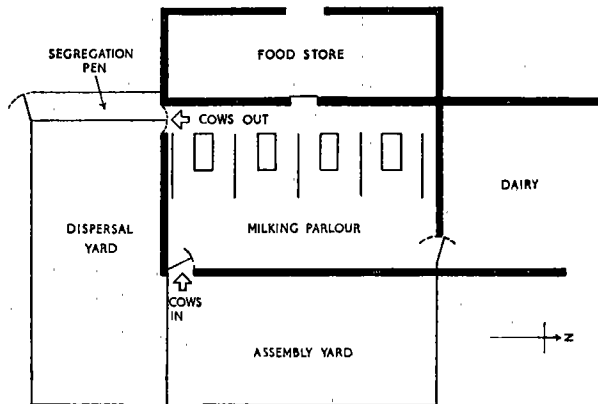 FOOD STORE
SEGREGATION
PEN
COWS OUT
DAIRY
DISPERSAL
YARD
MILKING PARLOUR
COWS
IN
ASSEMBLY YARD
N